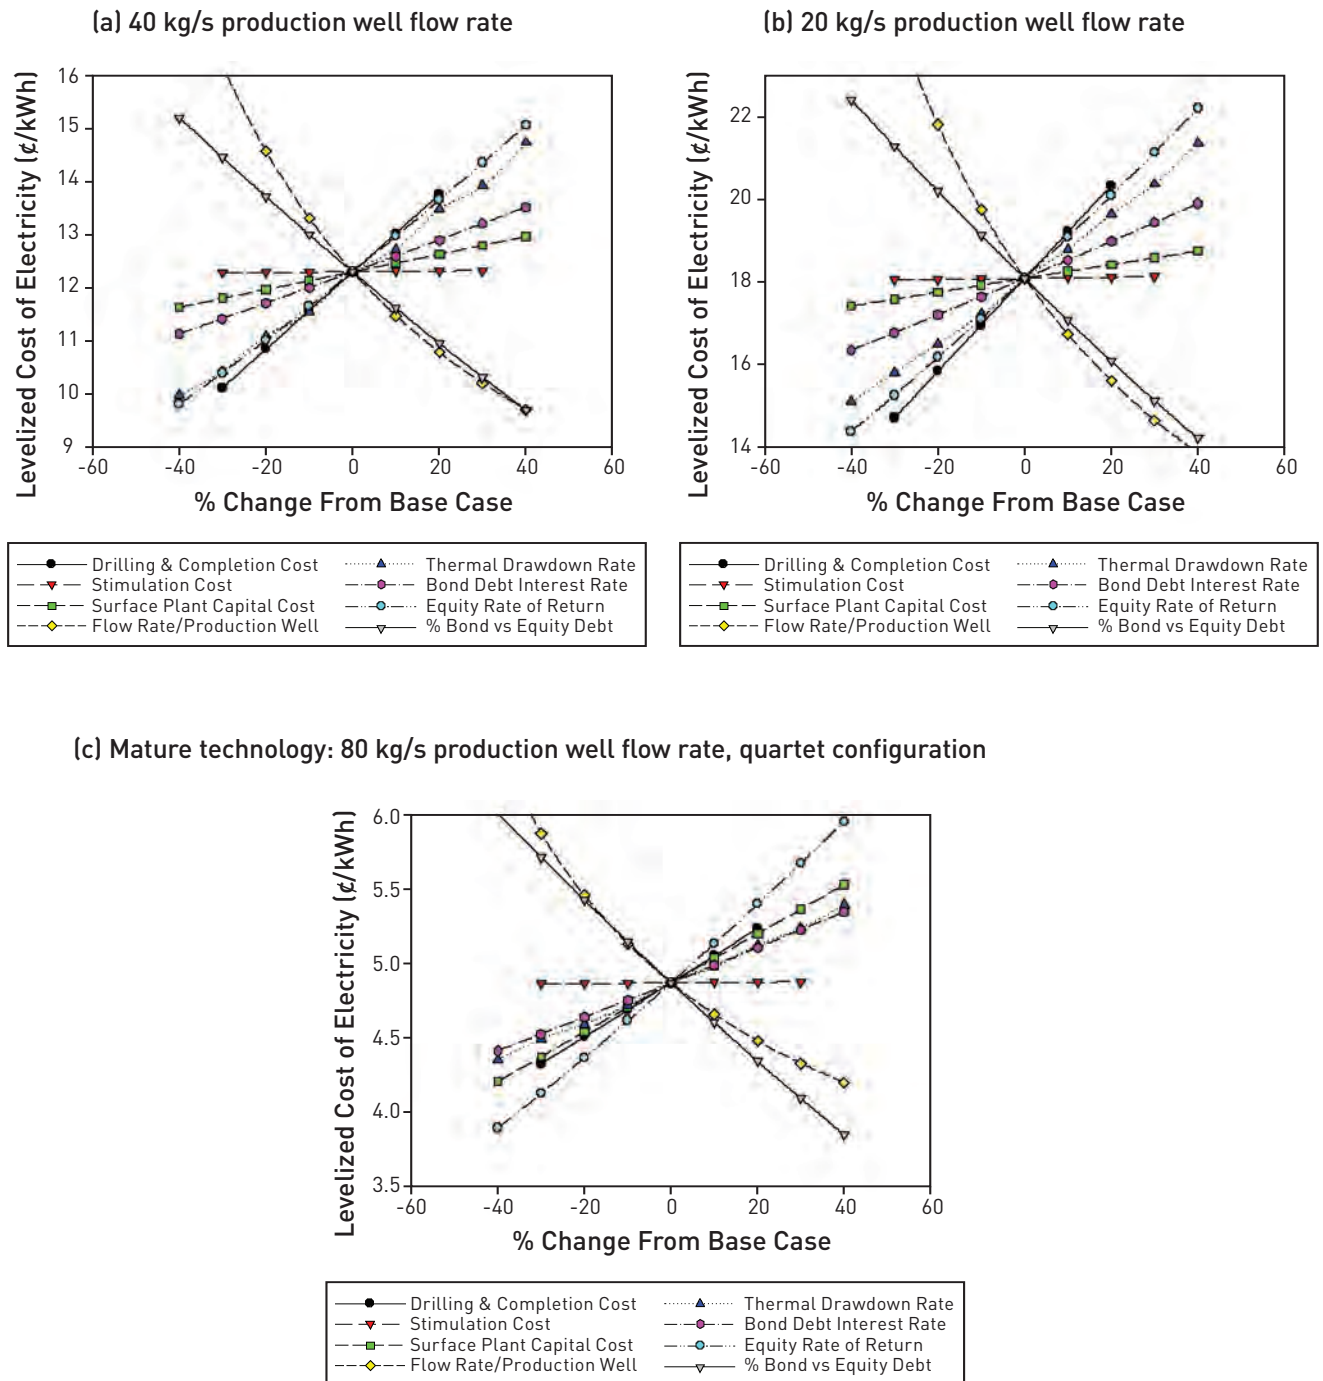 (a) 40 kg/s production well flow rate
Levelized Cost of Electricity (¢/kWh)
16
15
14
13
12
11
10
9
-60
-40
-20
0
20
40
60
% Change From Base Case
Drilling & Completion Cost
Stimulation Cost
Surface Plant Capital Cost
Flow Rate/Production Well
Thermal Drawdown Rate
Bond Debt Interest Rate
Equity Rate of Return
% Bond vs Equity Debt
(b) 20 kg/s production well flow rate
Levelized Cost of Electricity (¢/kWh)
22
20
18
16
14
-60
-40
-20
0
20
40
60
% Change From Base Case
Drilling & Completion Cost
Stimulation Cost
Surface Plant Capital Cost
Flow Rate/Production Well
Thermal Drawdown Rate
Bond Debt Interest Rate
Equity Rate of Return
% Bond vs Equity Debt
(c) Mature technology: 80 kg/s production well flow rate, quartet configuration
Levelized Cost of Electricity (¢/kWh)
6.0
5.5
5.0
4.5
4.0
3.5
-60
-40
-20
0
20
40
60
% Change From Base Case
Drilling & Completion Cost
Stimulation Cost
Surface Plant Capital Cost
Flow Rate/Production Well
Thermal Drawdown Rate
Bond Debt Interest Rate
Equity Rate of Return
% Bond vs Equity Debt